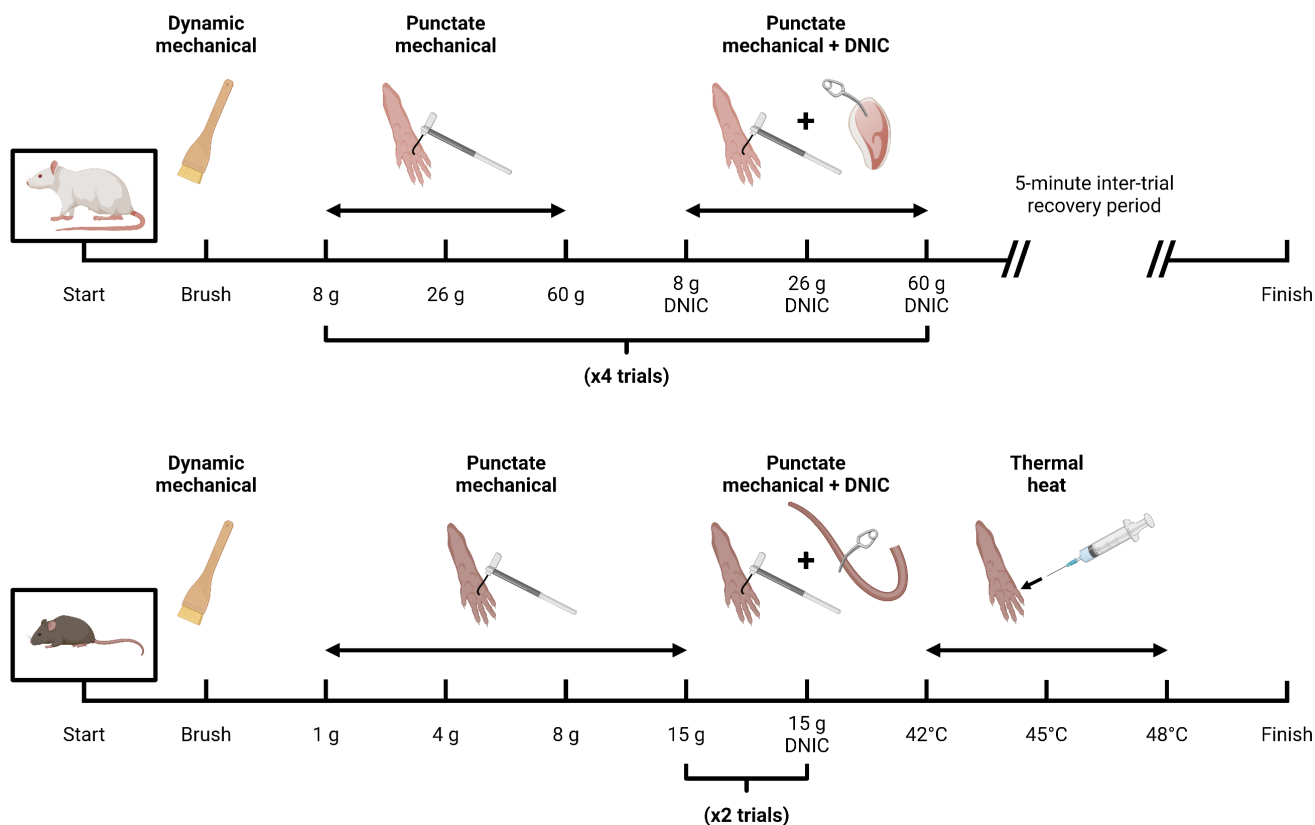 Dynamic
mechanical
Punctate
mechanical
Punctate
mechanical + DNIC
+
5-minute inter-trial
recovery period
Start
Brush
8 g
26 g
60 g
8 g
DNIC
26 g
DNIC
60 g
DNIC
Finish
(x4 trials)
Dynamic
mechanical
Punctate
mechanical
Punctate
mechanical + DNIC
Thermal
heat
+
Start
Brush
1 g
4 g
8 g
15 g
15 g
DNIC
42°C
45°C
48°C
Finish
(x2 trials)